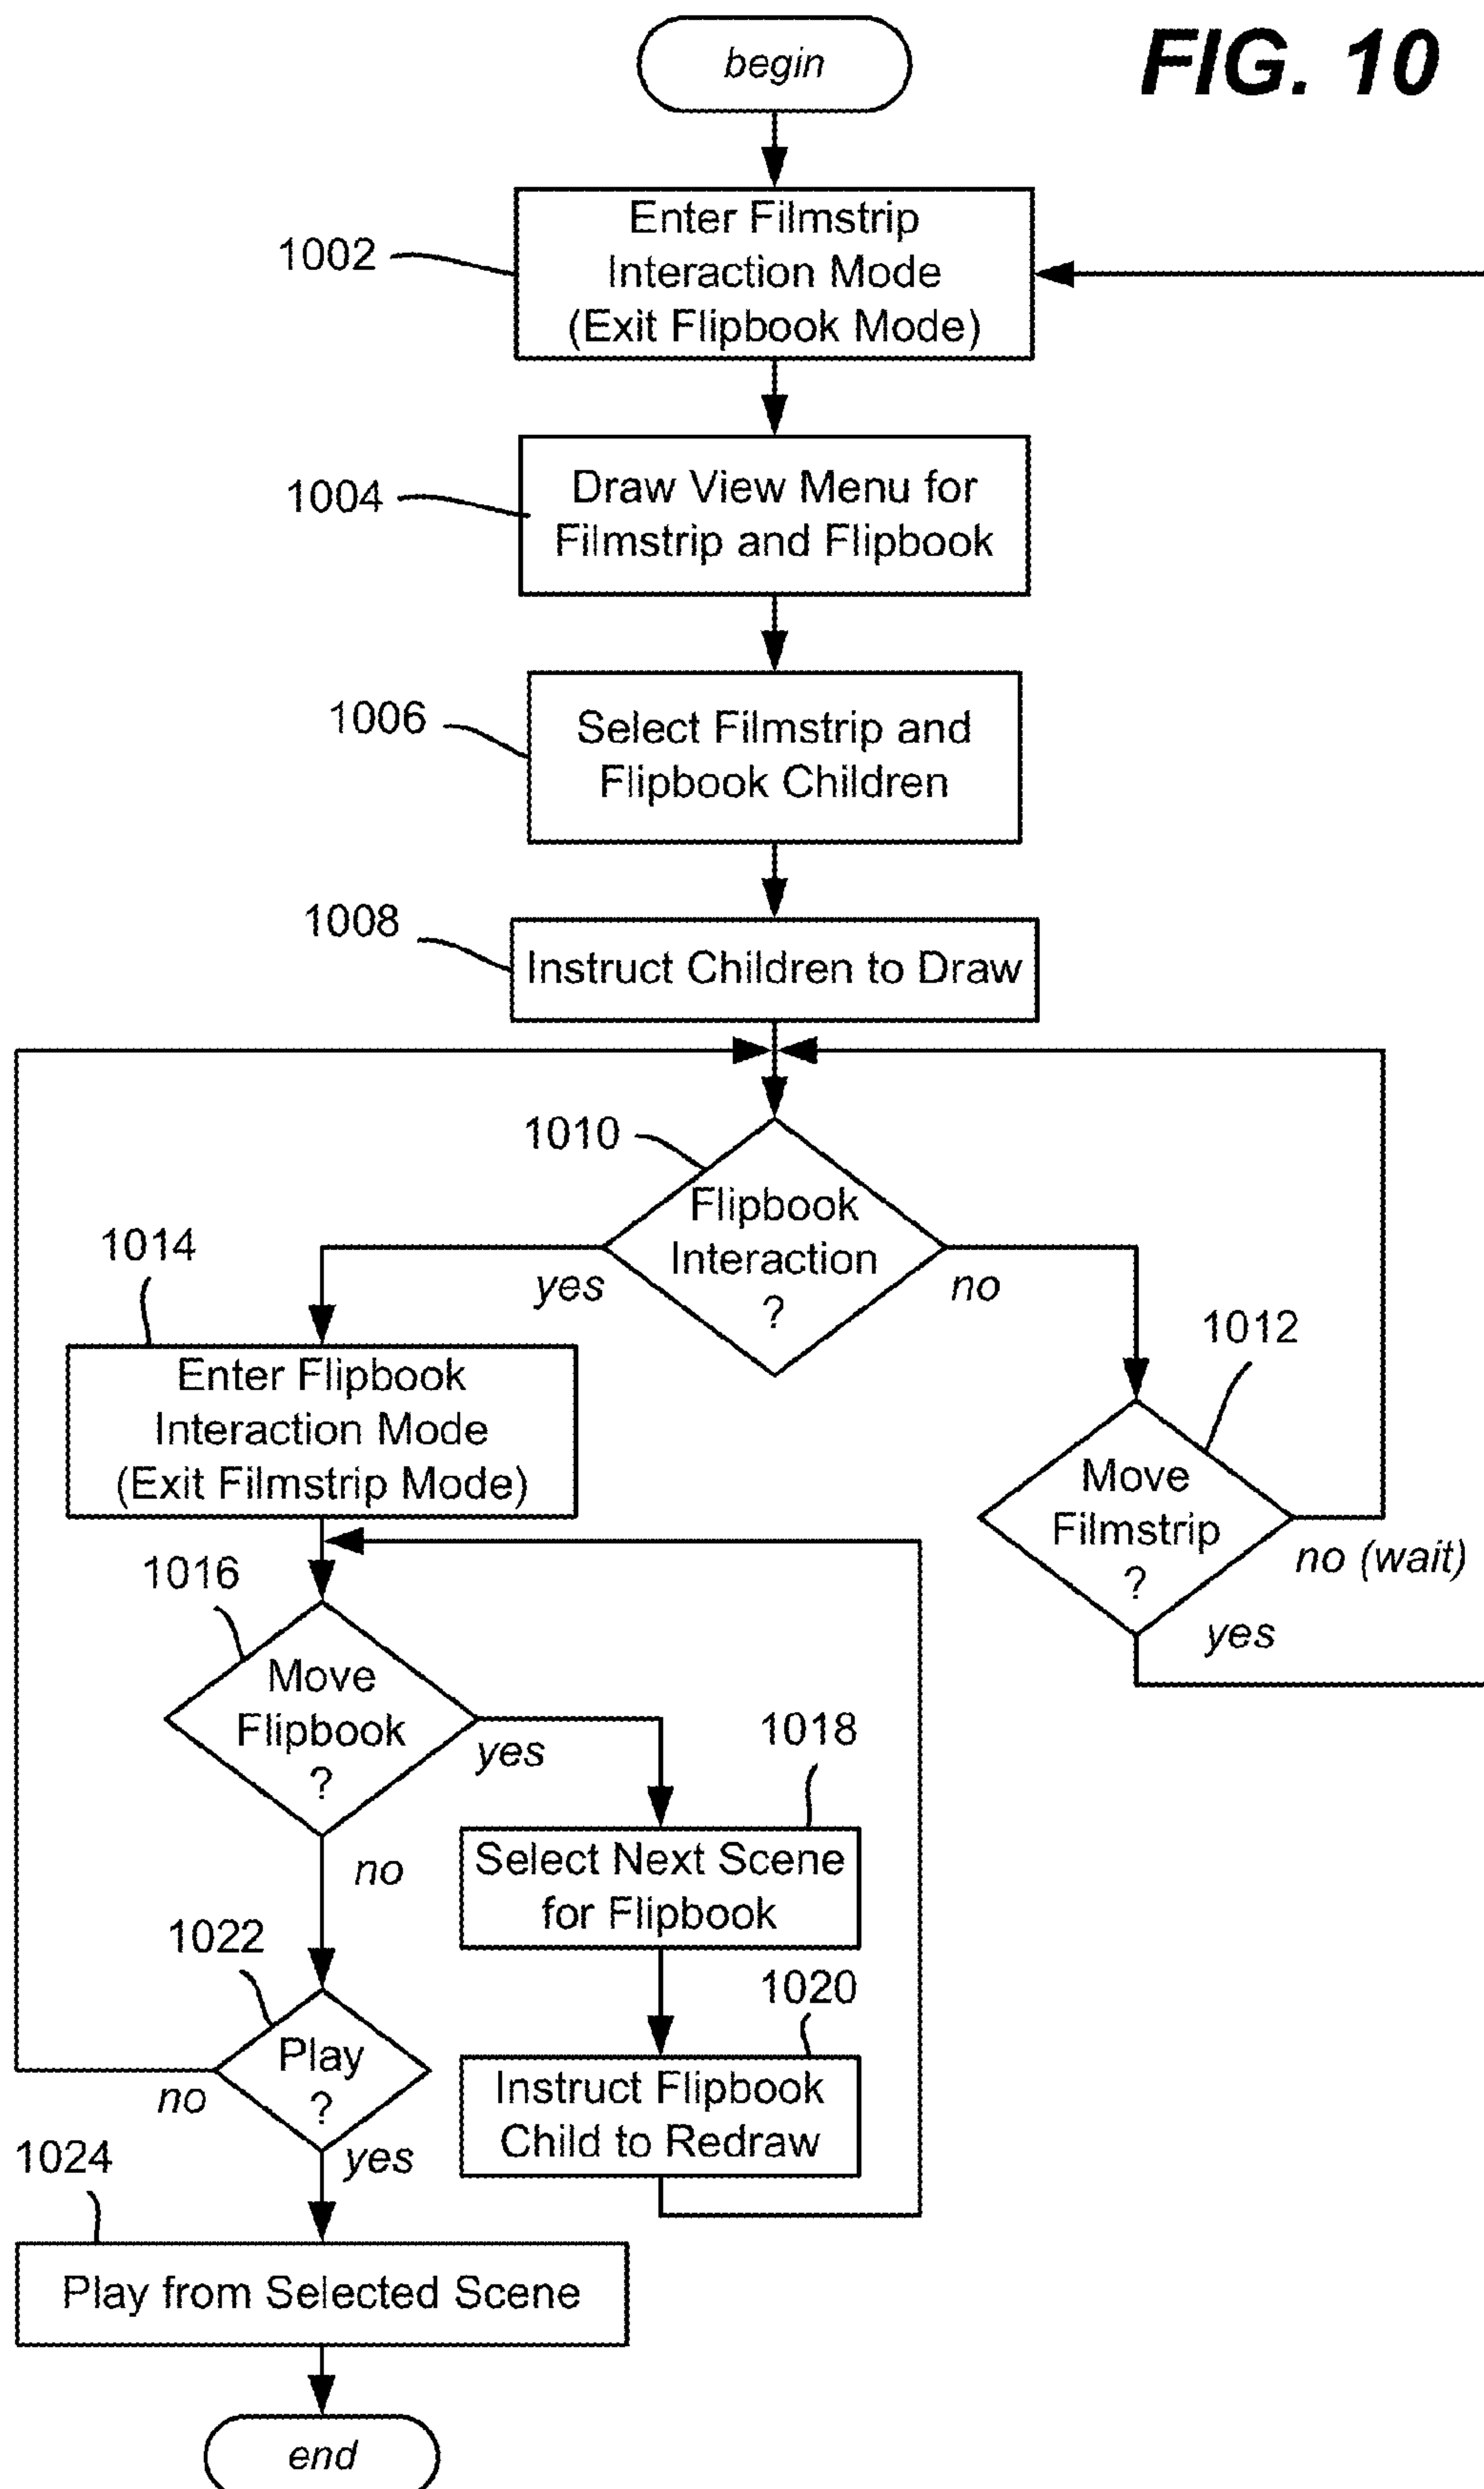 FIG. 10
begin
1002
Enter Filmstrip
Interaction Mode
(Exit Flipbook Mode)
1004
Draw View Menu for
Filmstrip and Flipbook
1006
Select Filmstrip and
Flipbook Children
1008
Instruct Children to Draw
1010
Flipbook
Interaction
?
yes
no
1014
Enter Flipbook
Interaction Mode
(Exit Filmstrip Mode)
1012
Move
Filmstrip
?
no (wait)
yes
1016
Move
Flipbook
?
yes
no
1018
Select Next Scene
for Flipbook
1020
Instruct Flipbook
Child to Redraw
1022
Play
?
no
yes
1024
Play from Selected Scene
end